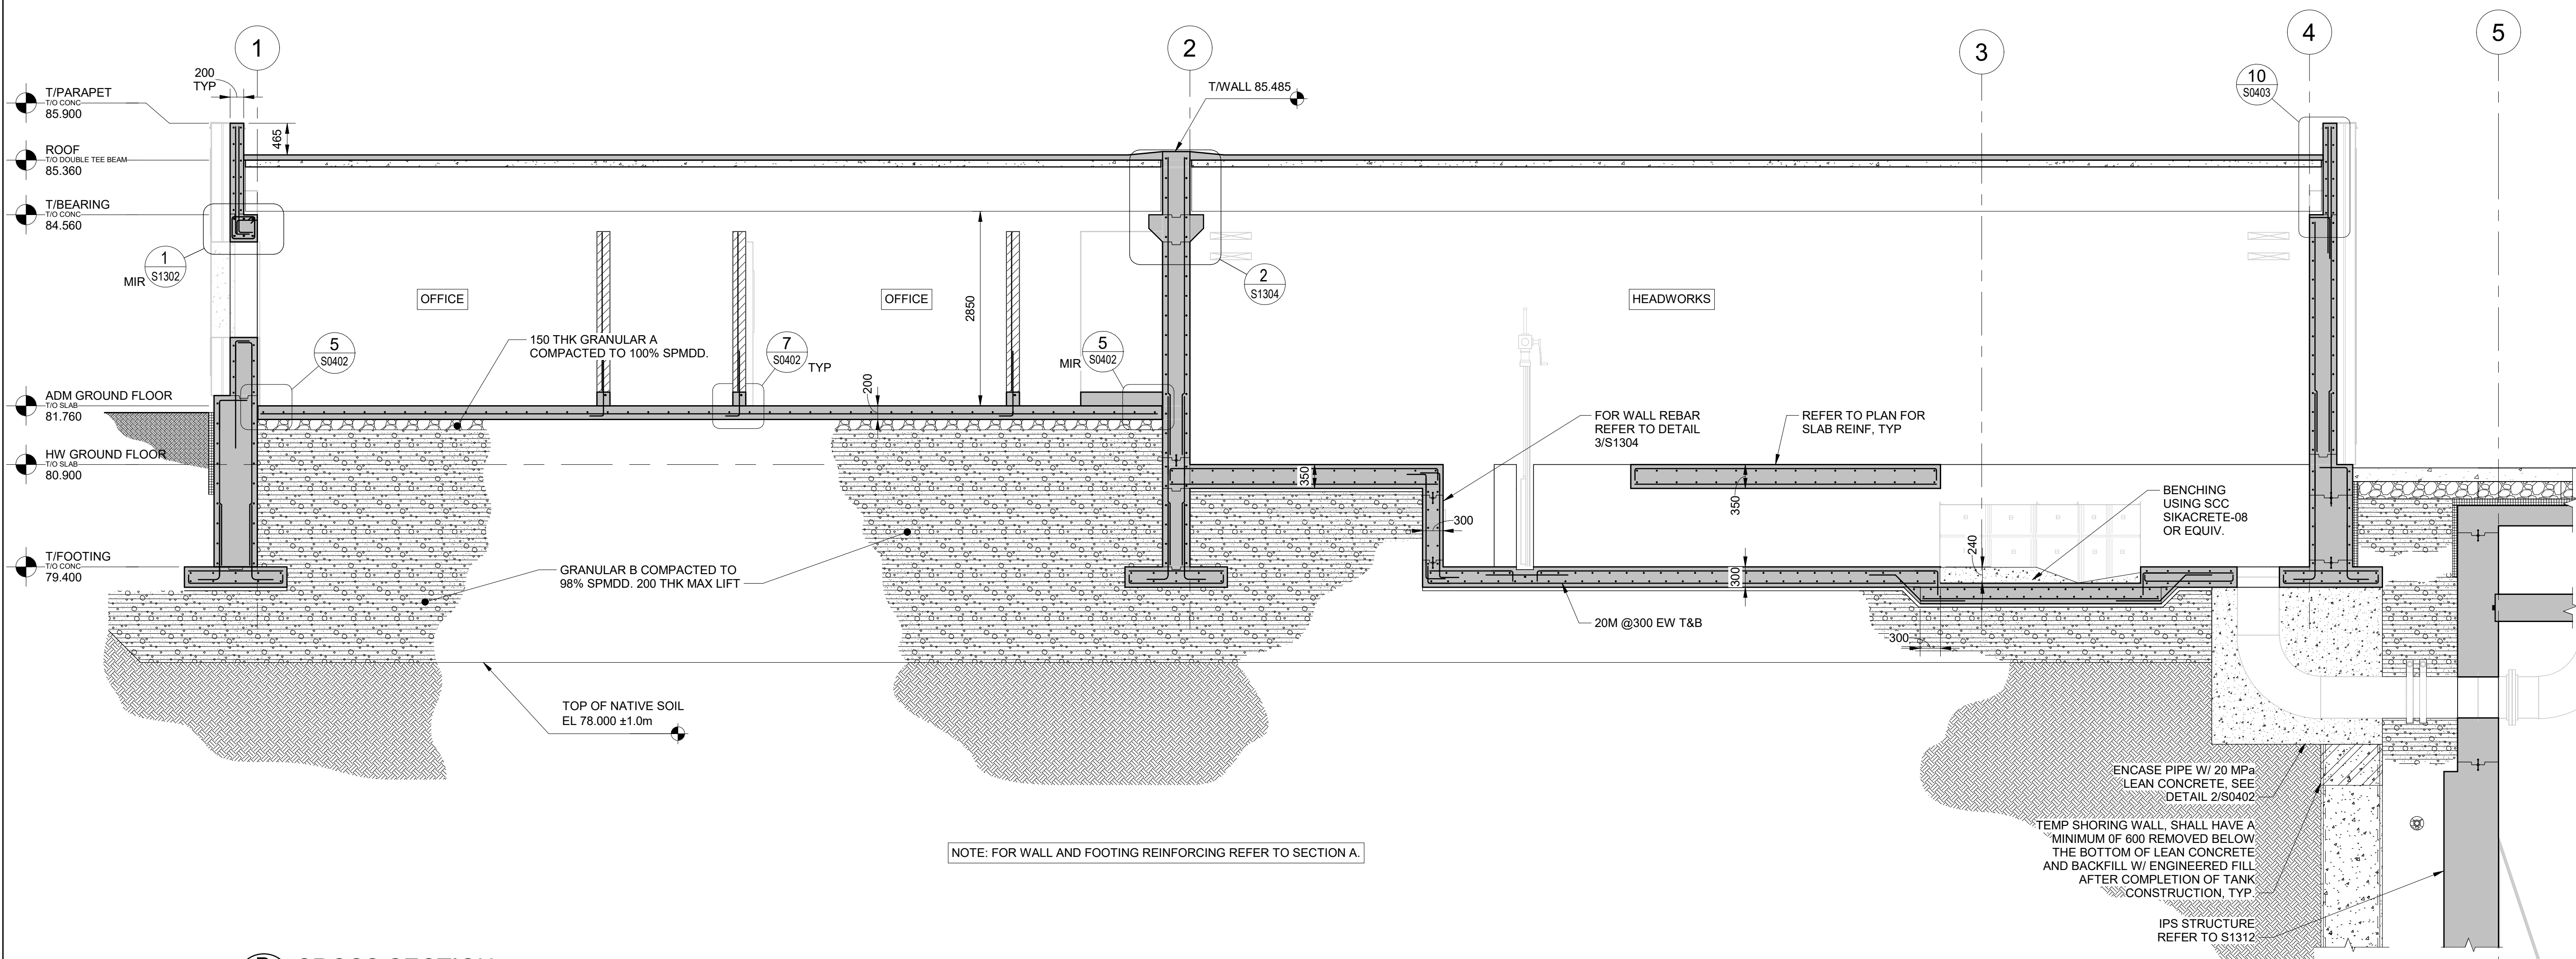 1
2
3
4
5
T/PARAPET
T/O CONC
85.900
ROOF
T/O DOUBLE TEE BEAM
85.360
T/BEARING
T/O CONC
84.560
ADM GROUND FLOOR
T/O SLAB
81.760
HW GROUND FLOOR
T/O SLAB
80.900
T/FOOTING
T/O CONC
79.400
200
TYP
465
T/WALL 85.485
10
S0403
1
S1302
MIR
2
S1304
OFFICE
OFFICE
HEADWORKS
2850
150 THK GRANULAR A
COMPACTED TO 100% SPMDD.
5
S0402
7
S0402
TYP
5
S0402
MIR
200
FOR WALL REBAR
REFER TO DETAIL
3/S1304
REFER TO PLAN FOR
SLAB REINF, TYP
350
350
300
240
300
300
BENCHING
USING SCC
SIKACRETE-08
OR EQUIV.
GRANULAR B COMPACTED TO
98% SPMDD. 200 THK MAX LIFT
20M @300 EW T&B
TOP OF NATIVE SOIL
EL 78.000 ±1.0m
ENCASE PIPE W/ 20 MPa
LEAN CONCRETE, SEE
DETAIL 2/S0402
TEMP SHORING WALL, SHALL HAVE A
MINIMUM 0F 600 REMOVED BELOW
THE BOTTOM OF LEAN CONCRETE
AND BACKFILL W/ ENGINEERED FILL
AFTER COMPLETION OF TANK
CONSTRUCTION, TYP.
IPS STRUCTURE
REFER TO S1312
NOTE: FOR WALL AND FOOTING REINFORCING REFER TO SECTION A.